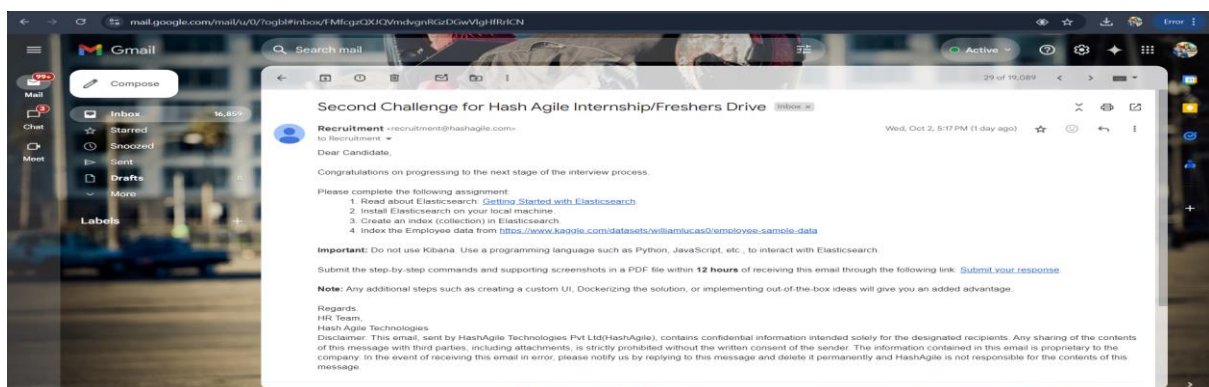 mail.google.com/mail/u/0/?ogbl#inbox/FMfcgzQXJQVmdvgnRGzDGwVlgHfRrlCN
Error
Gmail
Search mail
Active
99+
Mail
Compose
29 of 19,089
3
Chat
Meet
Inbox 16,859
Starred
Snoozed
Sent
Drafts
More
Labels
Second Challenge for Hash Agile Internship/Freshers Drive Inbox ×
Recruitment <recruitment@hashagile.com> Wed, Oct 2, 5:17 PM (1 day ago)
to Recruitment
Dear Candidate,
Congratulations on progressing to the next stage of the interview process.
Please complete the following assignment:
1. Read about Elasticsearch: Getting Started with Elasticsearch.
2. Install Elasticsearch on your local machine.
3. Create an index (collection) in Elasticsearch.
4. Index the Employee data from https://www.kaggle.com/datasets/williamlucas0/employee-sample-data
Important: Do not use Kibana. Use a programming language such as Python, JavaScript, etc., to interact with Elasticsearch.
Submit the step-by-step commands and supporting screenshots in a PDF file within 12 hours of receiving this email through the following link: Submit your response.
Note: Any additional steps such as creating a custom UI, Dockerizing the solution, or implementing out-of-the-box ideas will give you an added advantage.
Regards,
HR Team,
Hash Agile Technologies
Disclaimer: This email, sent by HashAgile Technologies Pvt Ltd(HashAgile), contains confidential information intended solely for the designated recipients. Any sharing of the contents
of this message with third parties, including attachments, is strictly prohibited without the written consent of the sender. The information contained in this email is proprietary to the
company. In the event of receiving this email in error, please notify us by replying to this message and delete it permanently and HashAgile is not responsible for the contents of this
message.